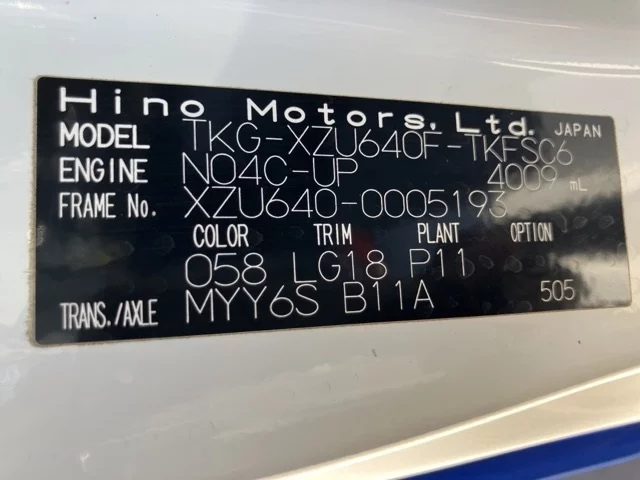 Hino Motors, Ltd. JAPAN
MODEL TKG-XZU640F-TKFSC6
ENGINE N04C-UP 4009 mL
FRAME No. XZU640-0005193
COLOR TRIM PLANT OPTION
058 LG18 P11
TRANS./AXLE MYY6S B11A 505